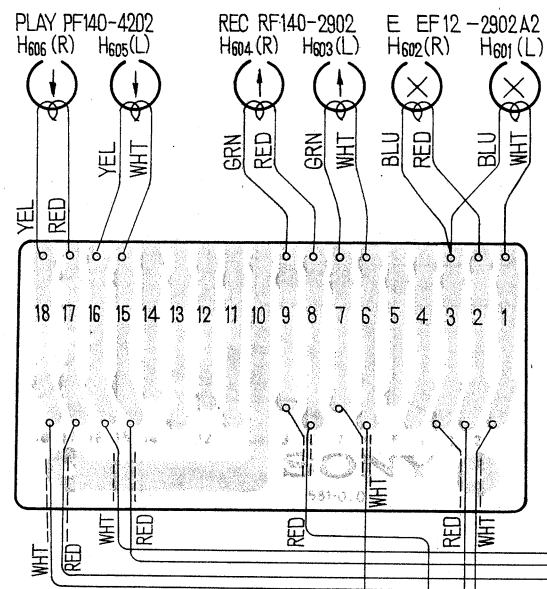 PLAY PF140-4202 REC RF140-2902 E EF12-2902A2
H606(R) H605(L) H604(R) H603(L) H602(R) H601(L)
YEL RED YEL WHT GRN RED GRN WHT BLU RED BLU WHT
18 17 16 15 14 13 12 11 10 9 8 7 6 5 4 3 2 1
SONY
WHT RED WHT RED RED WHT RED WHT